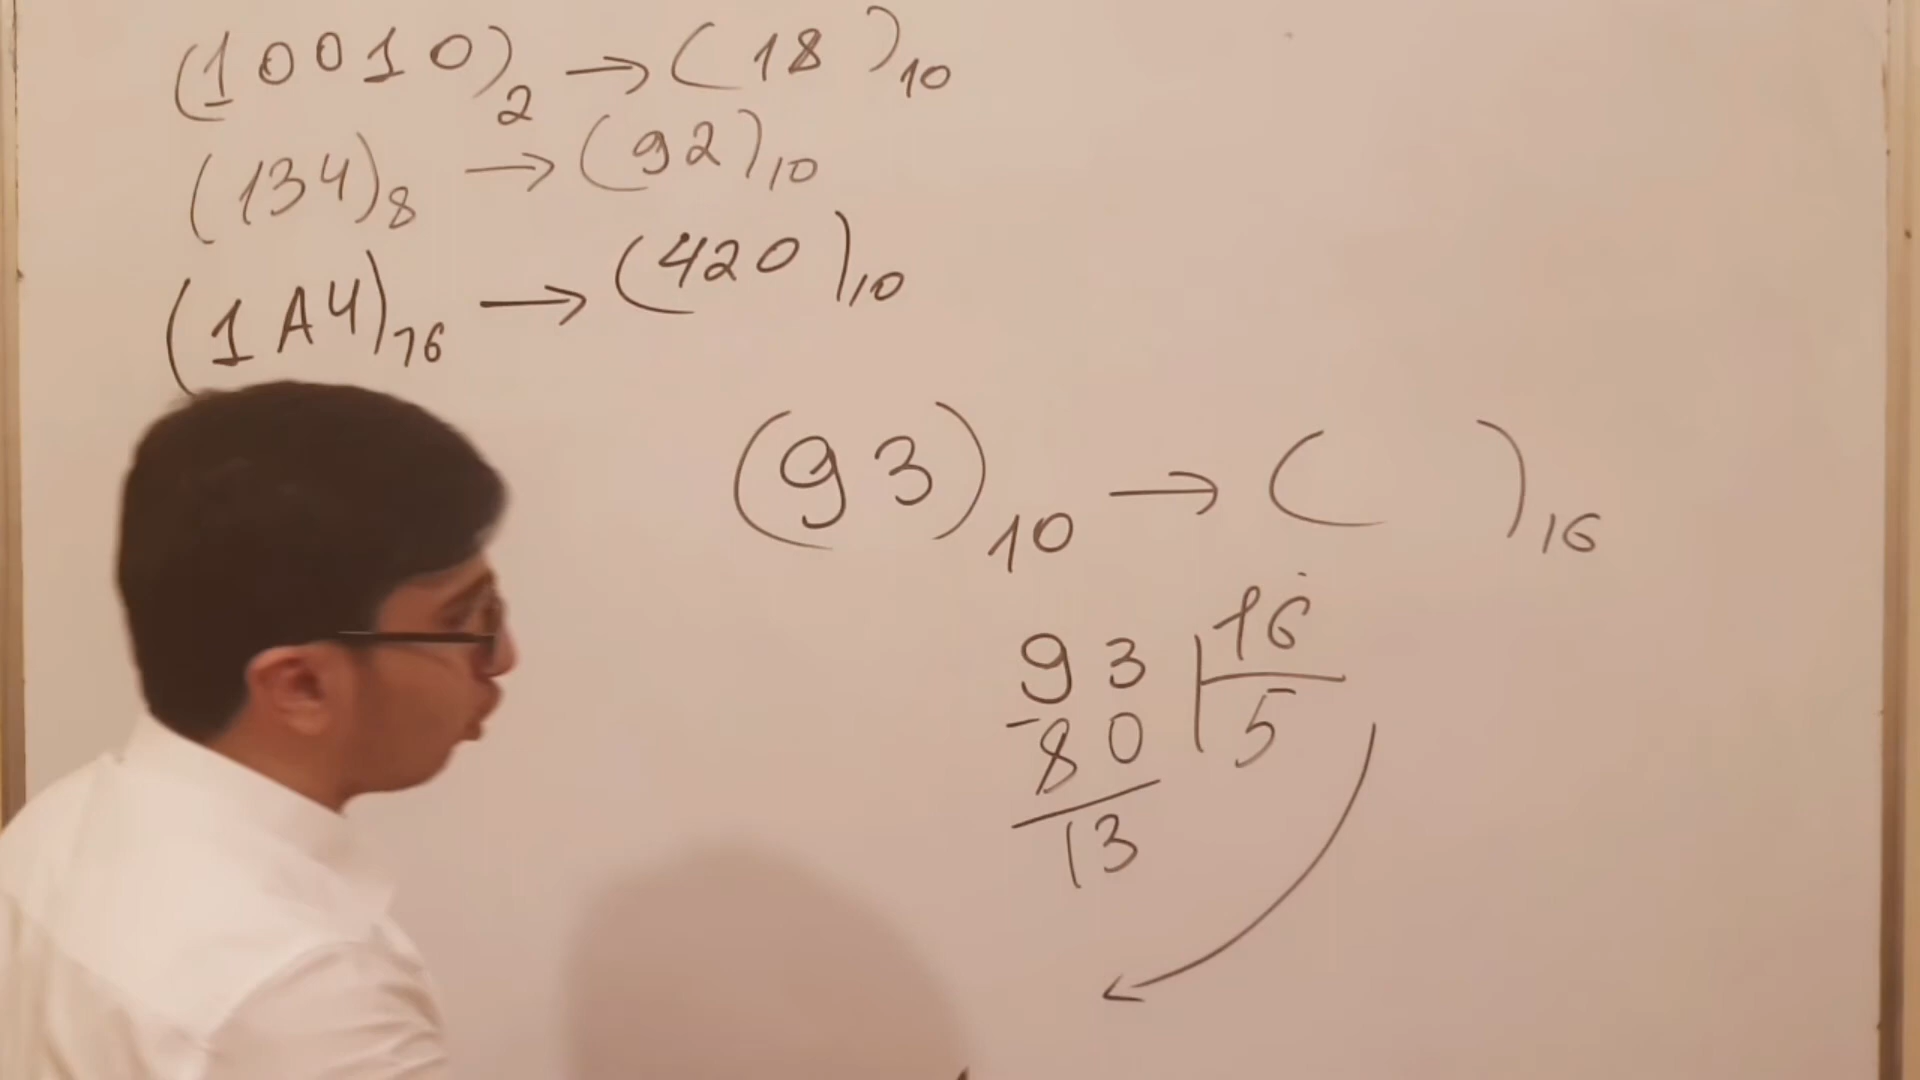 (10010)₂ → (18)₁₀
(134)₈ → (92)₁₀
(1A4)₁₆ → (420)₁₀
(93)₁₀ → ( )₁₆
93 | 16
-80 | 5
13